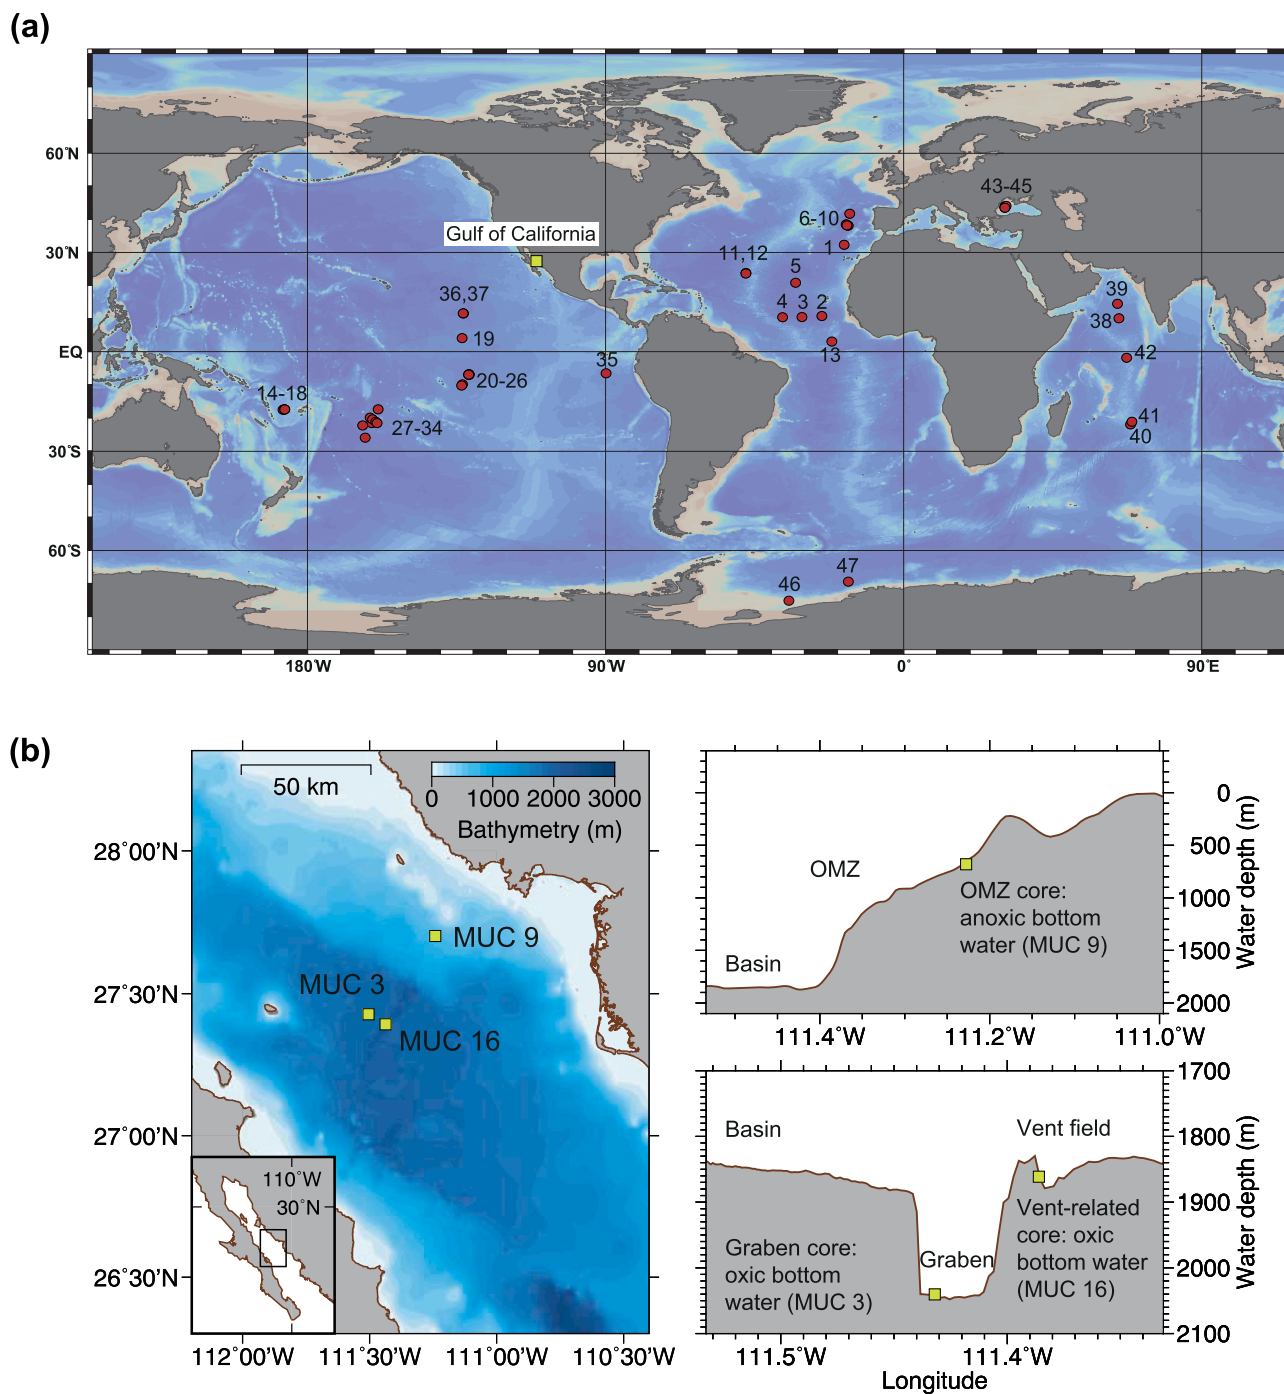 (a)
60°N
30°N
EQ
30°S
60°S
180°W
90°W
0°
90°E
Gulf of California
43-45
6-10
1
11,12
5
4
3
2
13
39
38
42
41
40
36,37
19
35
20-26
14-18
27-34
47
46
(b)
50 km
0 1000 2000 3000
Bathymetry (m)
28°00'N
27°30'N
27°00'N
26°30'N
MUC 9
MUC 3
MUC 16
110°W
30°N
112°00'W 111°30'W 111°00'W 110°30'W
OMZ
Basin
OMZ core:
anoxic bottom
water (MUC 9)
0
500
1000
1500
2000
Water depth (m)
111.4°W 111.2°W 111.0°W
Basin
Vent field
Graben
Graben core:
oxic bottom
water (MUC 3)
Vent-related
core: oxic
bottom water
(MUC 16)
1700
1800
1900
2000
2100
Water depth (m)
111.5°W 111.4°W
Longitude